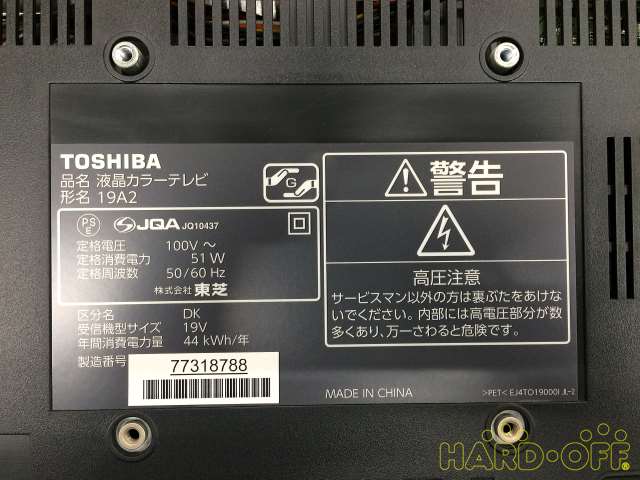 TOSHIBA
品名 液晶カラーテレビ
形名 19A2
G
PS
E
JQA JQ10437
定格電圧 100V ～
定格消費電力 51W
定格周波数 50/60 Hz
株式会社 東芝
区分名 DK
受信機型サイズ 19V
年間消費電力量 44 kWh/年
製造番号 77318788
警告
高圧注意
サービスマン以外の方は裏ぶたをあけな
いでください。内部には高電圧部分が数
多くあり、万一さわると危険です。
MADE IN CHINA
>PET< EJ4TO19000I JL-2
HARD·OFF